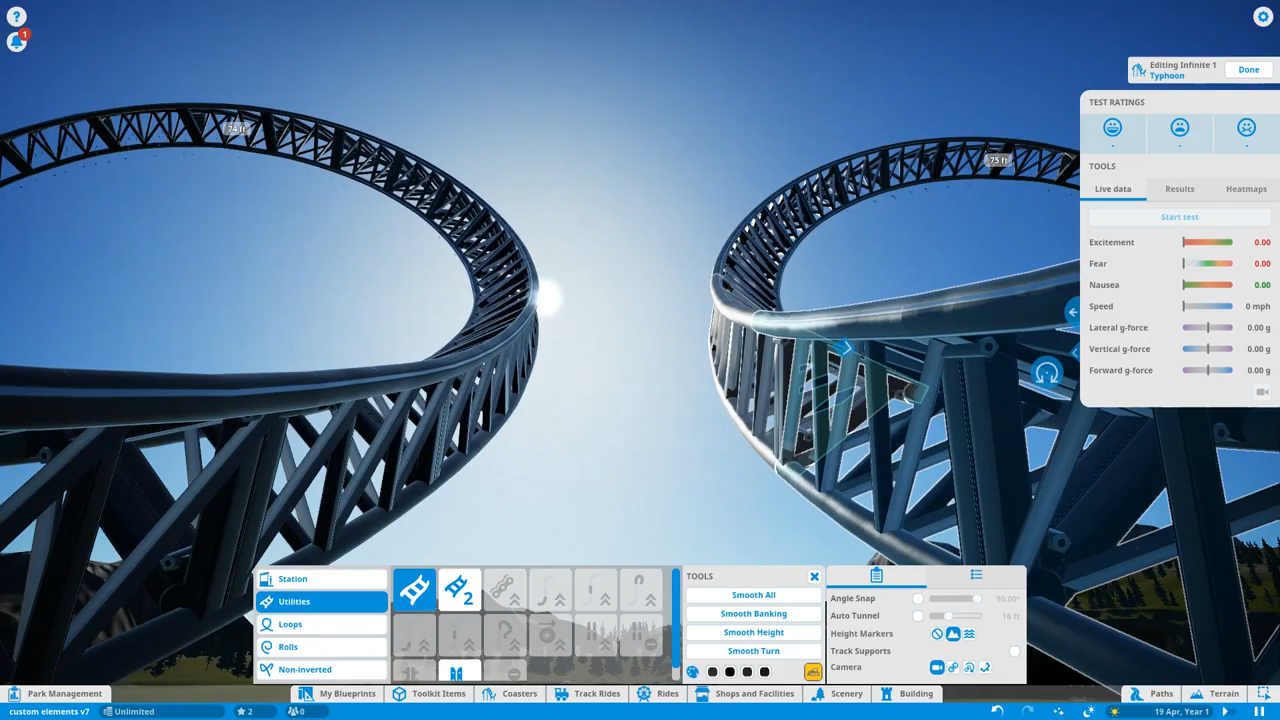 ?
1
Editing Infinite 1
Typhoon
Done
TEST RATINGS
- - -
TOOLS
Live data Results Heatmaps
Start test
Excitement 0.00
Fear 0.00
Nausea 0.00
Speed 0 mph
Lateral g-force 0.00 g
Vertical g-force 0.00 g
Forward g-force 0.00 g
74 ft
75 ft
Station
Utilities
Loops
Rolls
Non-inverted
2
TOOLS
Smooth All
Smooth Banking
Smooth Height
Smooth Turn
Angle Snap 90.00°
Auto Tunnel 16 ft
Height Markers
Track Supports
Camera
Park Management My Blueprints Toolkit Items Coasters Track Rides Rides Shops and Facilities Scenery Building Paths Terrain
custom elements v7 Unlimited 2 0 19 Apr, Year 1